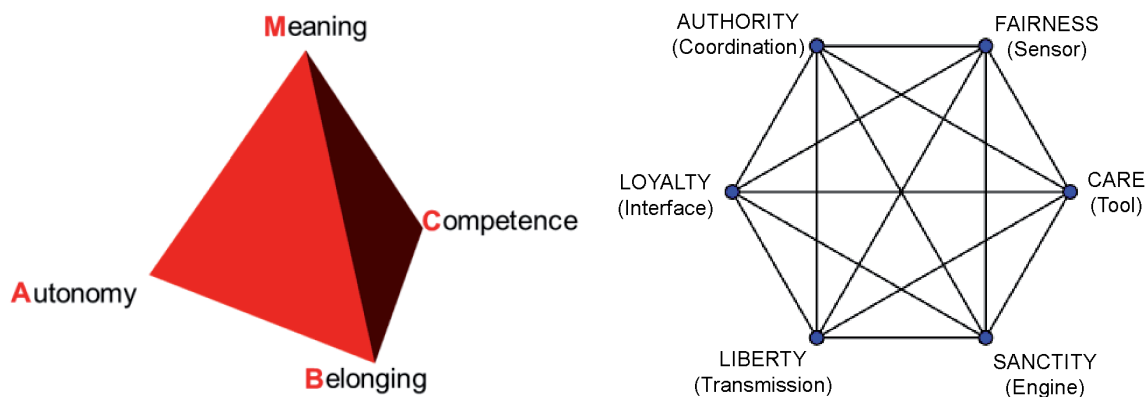 Meaning
Competence
Autonomy
Belonging
AUTHORITY
(Coordination)
FAIRNESS
(Sensor)
LOYALTY
(Interface)
CARE
(Tool)
LIBERTY
(Transmission)
SANCTITY
(Engine)